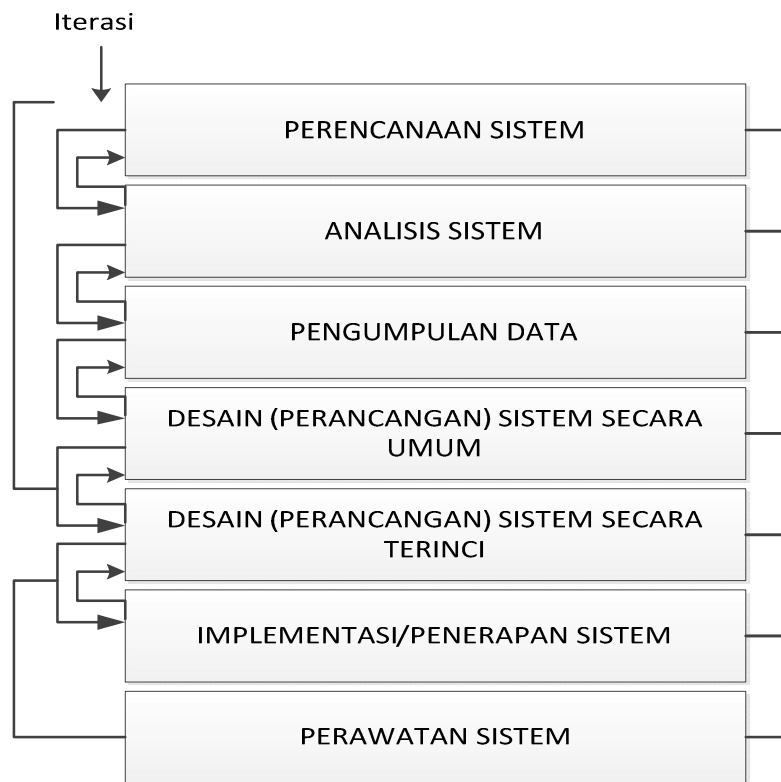 Iterasi
PERENCANAAN SISTEM
ANALISIS SISTEM
PENGUMPULAN DATA
DESAIN (PERANCANGAN) SISTEM SECARA
UMUM
DESAIN (PERANCANGAN) SISTEM SECARA
TERINCI
IMPLEMENTASI/PENERAPAN SISTEM
PERAWATAN SISTEM